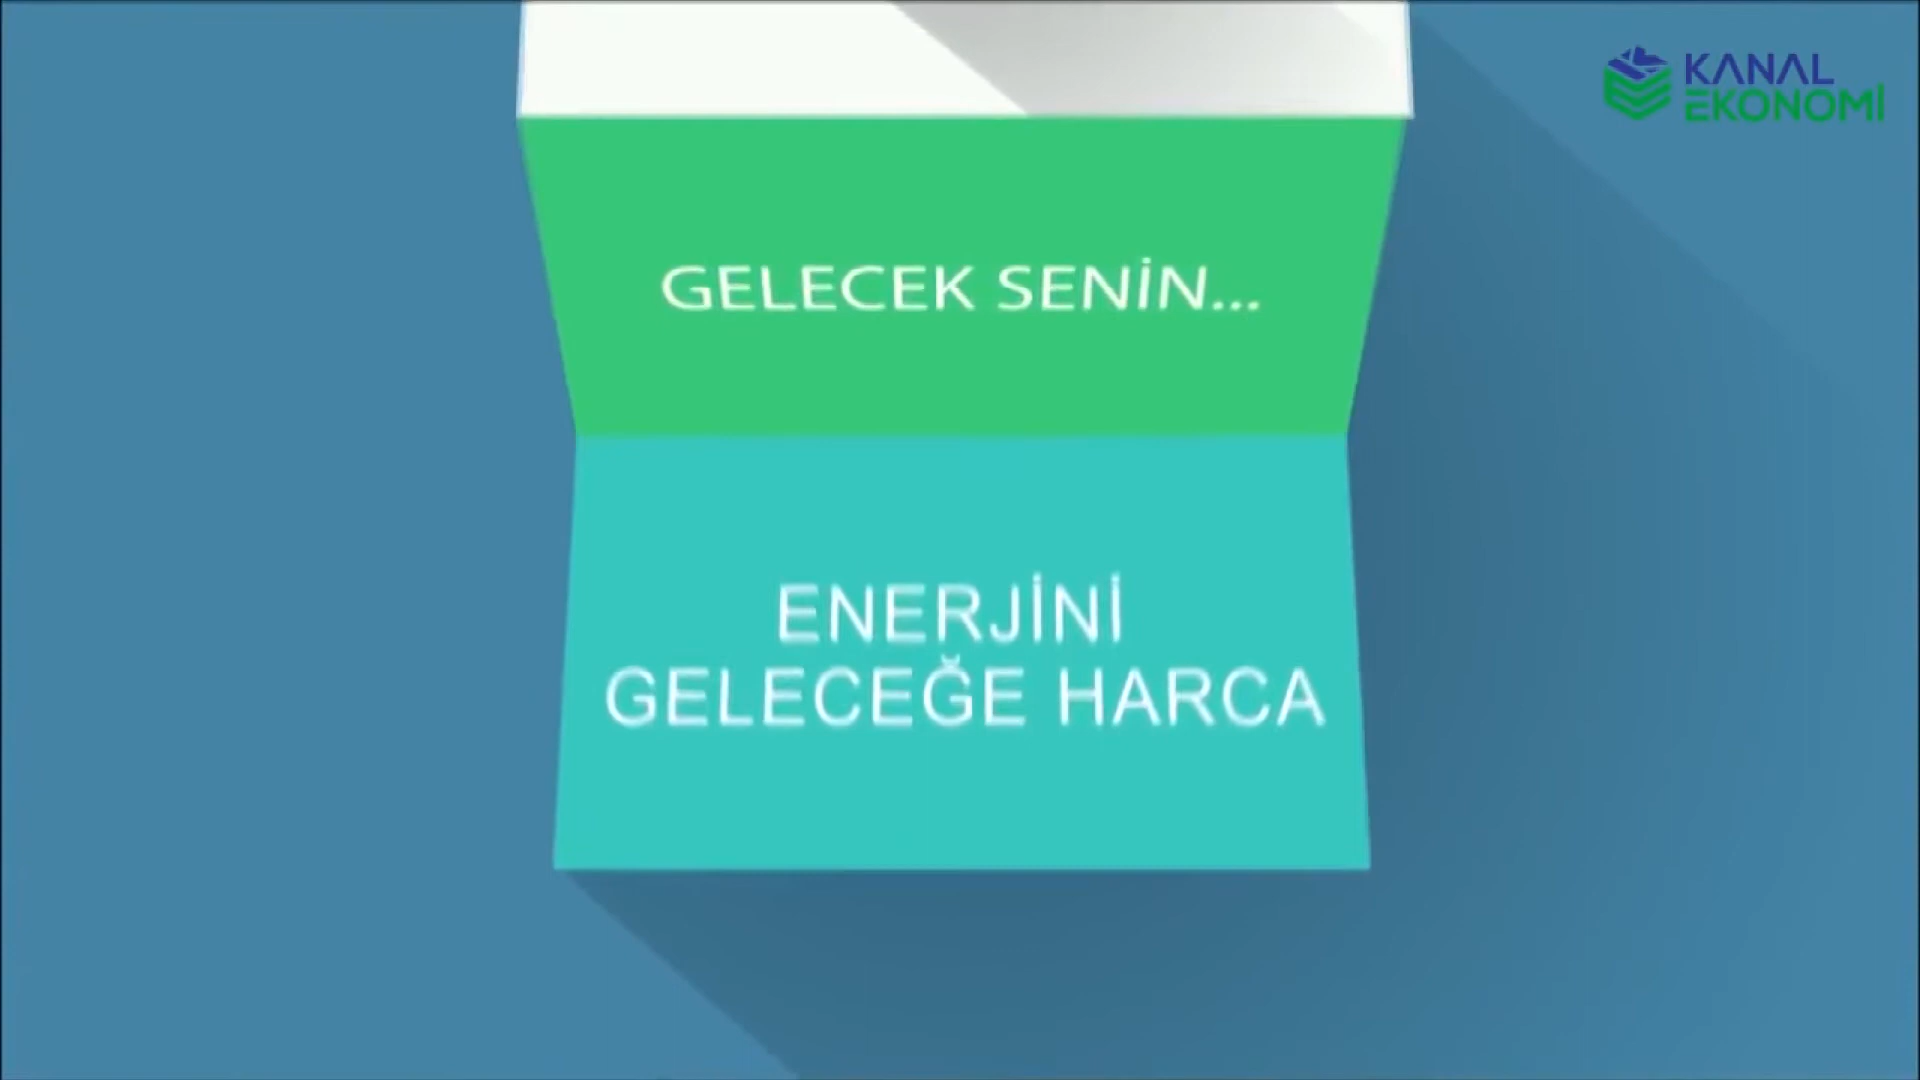 KANAL
EKONOMİ
GELECEK SENİN...
ENERJİNİ
GELECEĞE HARCA